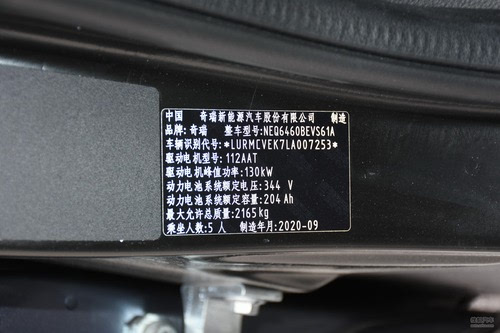 中国 奇瑞新能源汽车股份有限公司 制造
品牌:奇瑞 整车型号:NEQ6460BEVS61A
车辆识别代号:*LURMCVEK7LA007253*
驱动电机型号:112AAT
驱动电机峰值功率:130kW
动力电池系统额定电压:344 V
动力电池系统额定容量:204Ah
最大允许总质量:2165kg
乘坐人数:5人 制造年月:2020-09